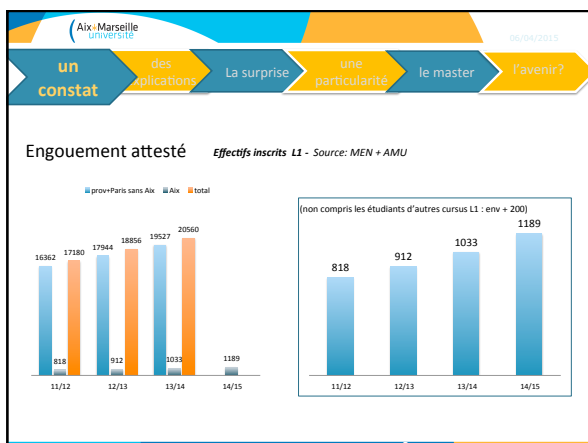 Aix+Marseille
université
06/04/2015
un
constat
des
explications
La surprise
une
particularité
le master
l'avenir?
Engouement attesté
Effectifs inscrits L1 - Source: MEN + AMU
prov+Paris sans Aix Aix total
16362 17180 17944 18856 19527 20560
818 912 1033 1189
11/12 12/13 13/14 14/15
(non compris les étudiants d'autres cursus L1 : env + 200)
818 912 1033 1189
11/12 12/13 13/14 14/15